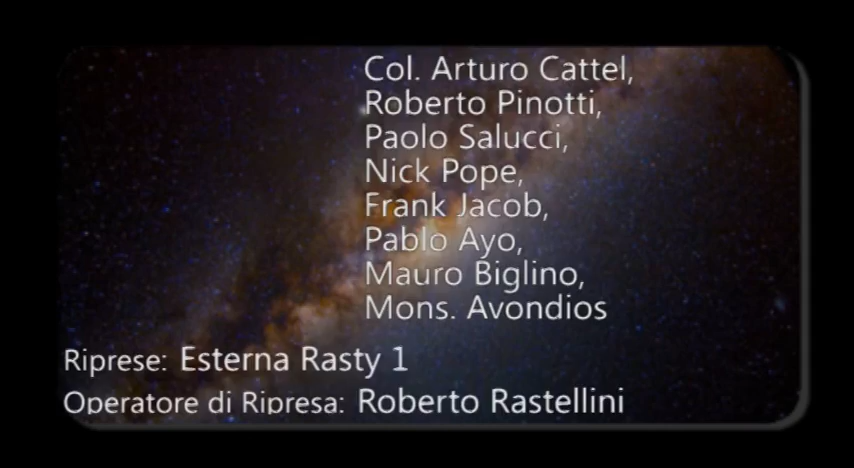 Col. Arturo Cattel,
Roberto Pinotti,
Paolo Salucci,
Nick Pope,
Frank Jacob,
Pablo Ayo,
Mauro Biglino,
Mons. Avondios
Riprese: Esterna Rasty 1
Operatore di Ripresa: Roberto Rastellini